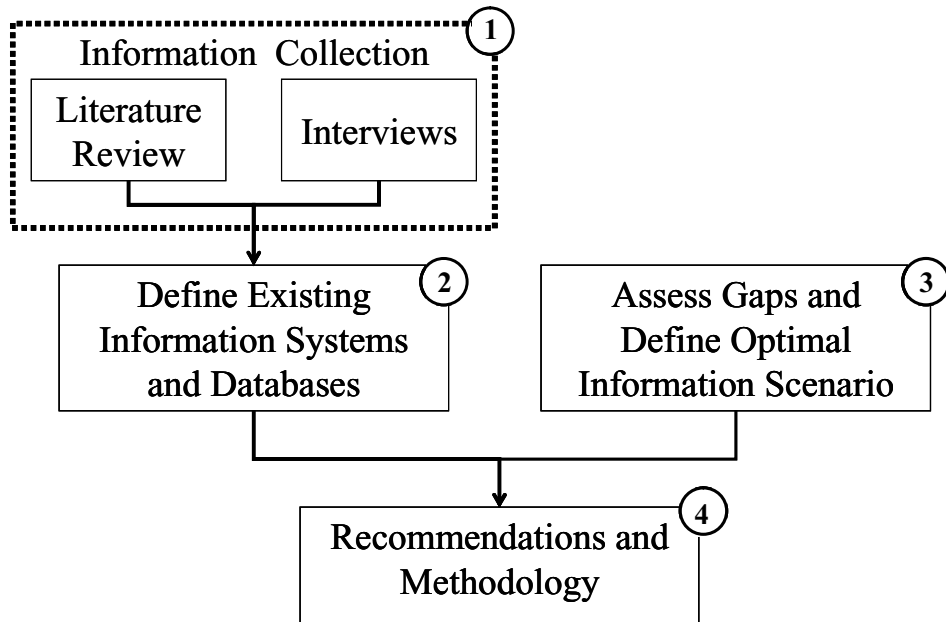 1
Information Collection
Literature
Review
Interviews
2
Define Existing
Information Systems
and Databases
3
Assess Gaps and
Define Optimal
Information Scenario
4
Recommendations and
Methodology